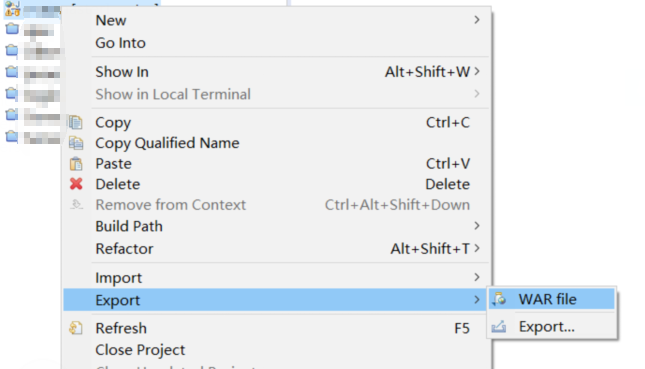 New
Go Into
Show In Alt+Shift+W
Show in Local Terminal
Copy Ctrl+C
Copy Qualified Name
Paste Ctrl+V
Delete Delete
Remove from Context Ctrl+Alt+Shift+Down
Build Path
Refactor Alt+Shift+T
Import
Export
WAR file
Refresh F5
Export...
Close Project